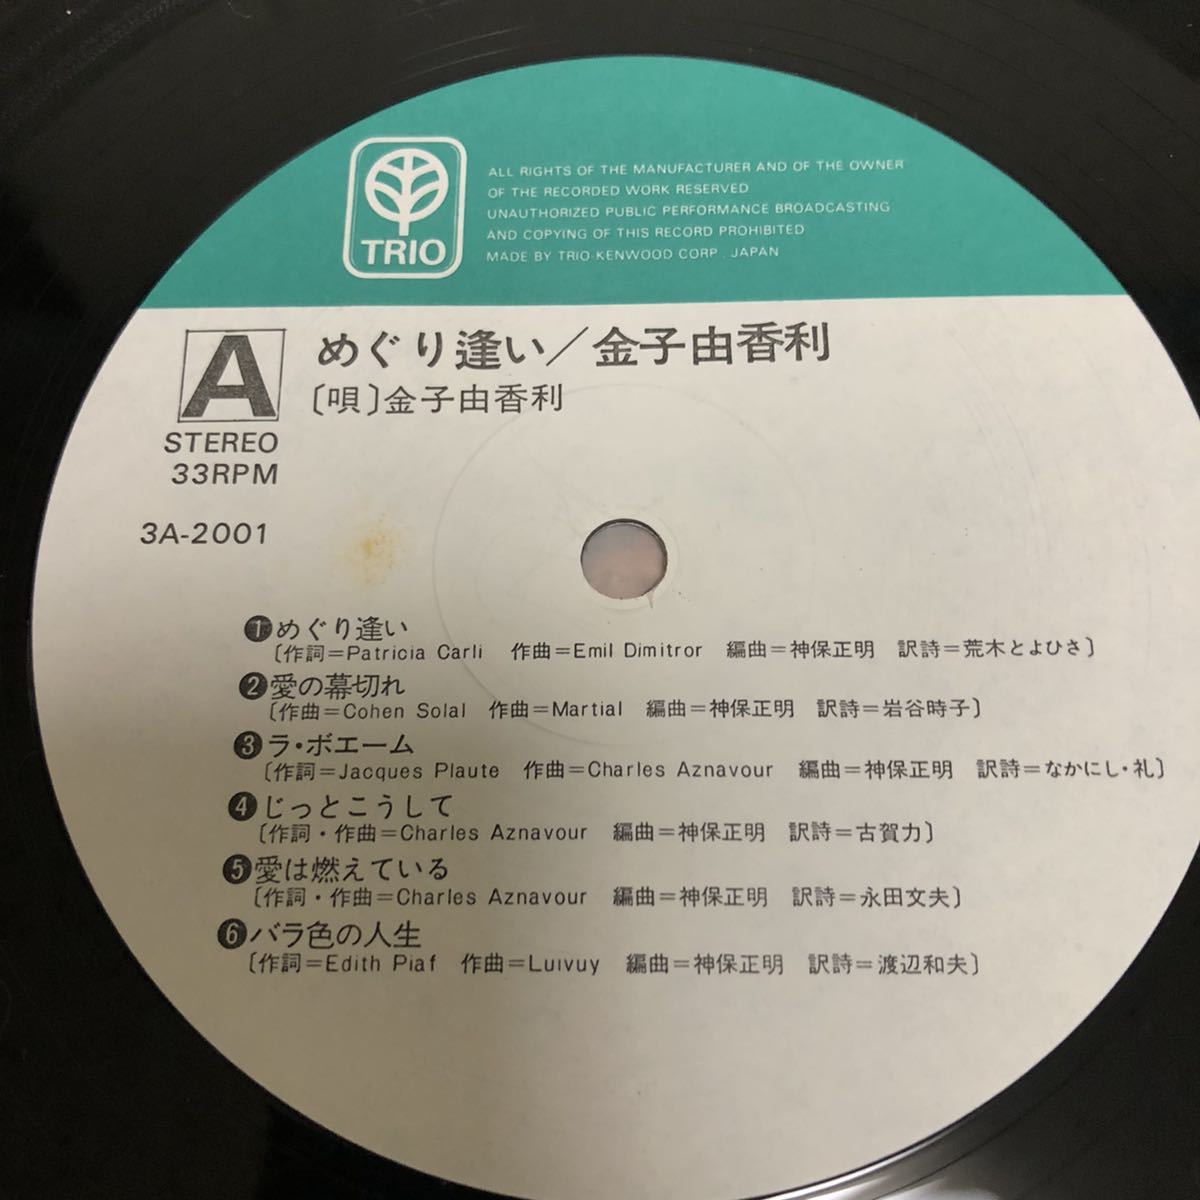 TRIO
ALL RIGHTS OF THE MANUFACTURER AND OF THE OWNER
OF THE RECORDED WORK RESERVED
UNAUTHORIZED PUBLIC PERFORMANCE BROADCASTING
AND COPYING OF THIS RECORD PROHIBITED
MADE BY TRIO-KENWOOD CORP. JAPAN
A
STEREO
33RPM
3A-2001
めぐり逢い／金子由香利
〔唄〕金子由香利
❶めぐり逢い
〔作詞＝Patricia Carli 作曲＝Emil Dimitror 編曲＝神保正明 訳詩＝荒木とよひさ〕
❷愛の幕切れ
〔作曲＝Cohen Solal 作曲＝Martial 編曲＝神保正明 訳詩＝岩谷時子〕
❸ラ・ボエーム
〔作詞＝Jacques Plaute 作曲＝Charles Aznavour 編曲＝神保正明 訳詩＝なかにし・礼〕
❹じっとこうして
〔作詞・作曲＝Charles Aznavour 編曲＝神保正明 訳詩＝古賀力〕
❺愛は燃えている
〔作詞・作曲＝Charles Aznavour 編曲＝神保正明 訳詩＝永田文夫〕
❻バラ色の人生
〔作詞＝Edith Piaf 作曲＝Luivuy 編曲＝神保正明 訳詩＝渡辺和夫〕